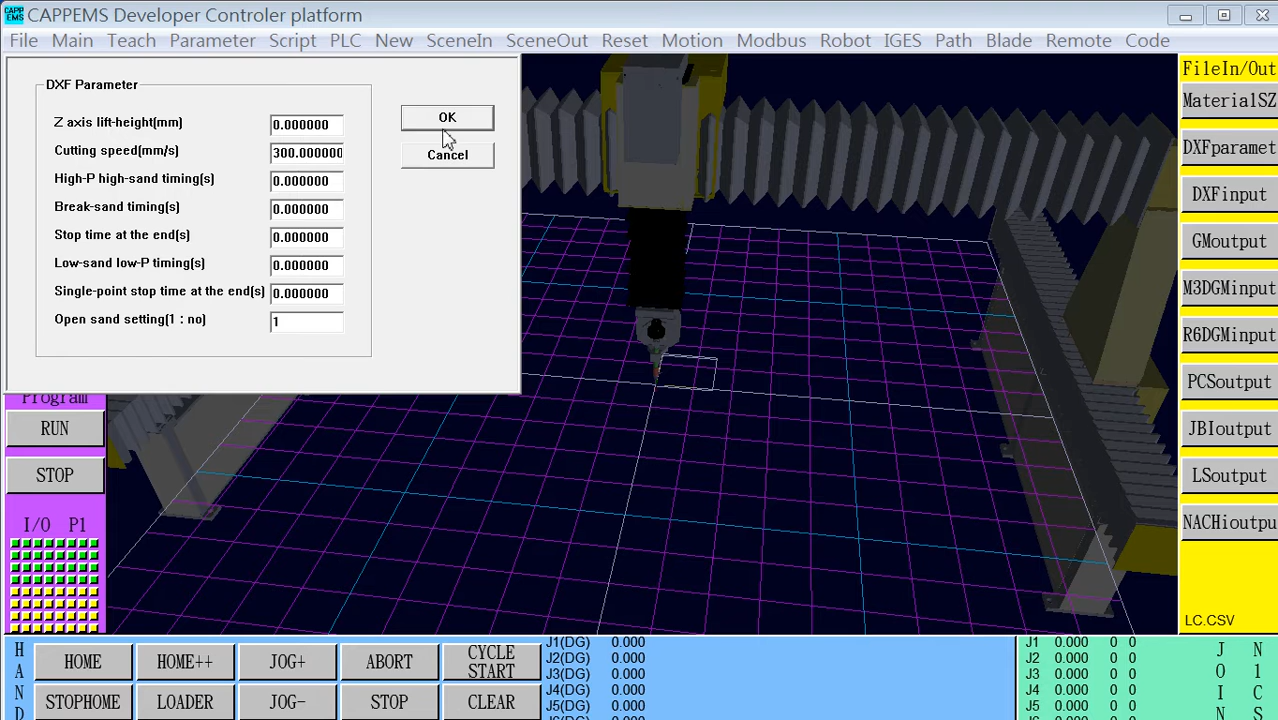 CAPP EMS
CAPPEMS Developer Controler platform
File Main Teach Parameter Script PLC New SceneIn SceneOut Reset Motion Modbus Robot IGES Path Blade Remote Code
DXF Parameter
Z axis lift-height(mm) 0.000000
Cutting speed(mm/s) 300.000000
High-P high-sand timing(s) 0.000000
Break-sand timing(s) 0.000000
Stop time at the end(s) 0.000000
Low-sand low-P timing(s) 0.000000
Single-point stop time at the end(s) 0.000000
Open sand setting(1 : no) 1
OK
Cancel
FileIn/Out
MaterialSZ
DXFparamet
DXFinput
GMoutput
M3DGMinput
R6DGMinput
PCSoutput
JBIoutput
LSoutput
NACHioutpu
LC.CSV
Program
RUN
STOP
I/O P1
HAND
HOME HOME++ JOG+ ABORT CYCLE START
STOPHOME LOADER JOG- STOP CLEAR
J1(DG) 0.000
J2(DG) 0.000
J3(DG) 0.000
J4(DG) 0.000
J5(DG) 0.000
J1 0.000 0 0
J2 0.000 0 0
J3 0.000 0 0
J4 0.000 0 0
J5 0.000 0 0
JOIN
N1CS